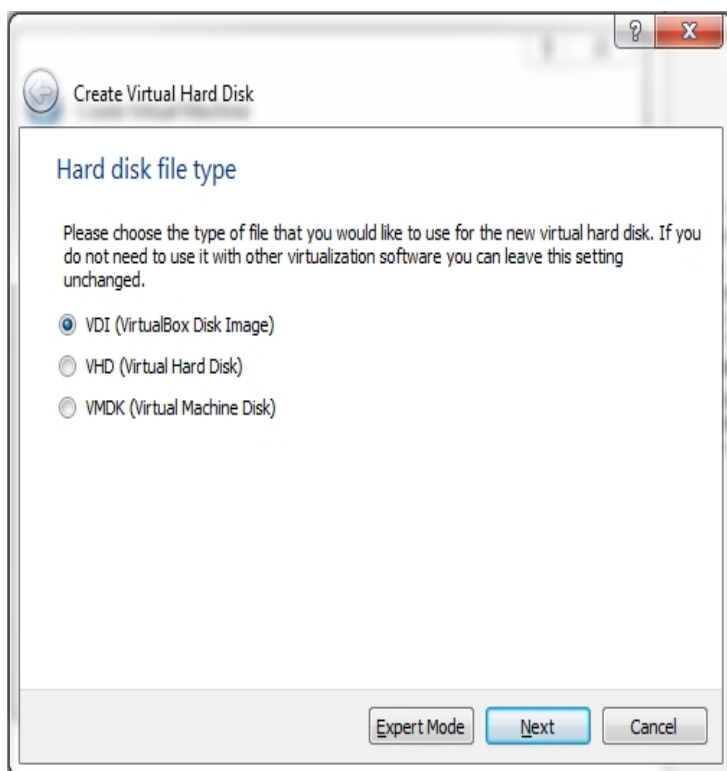 Create Virtual Hard Disk
Hard disk file type
Please choose the type of file that you would like to use for the new virtual hard disk. If you
do not need to use it with other virtualization software you can leave this setting
unchanged.
VDI (VirtualBox Disk Image)
VHD (Virtual Hard Disk)
VMDK (Virtual Machine Disk)
Expert Mode Next Cancel